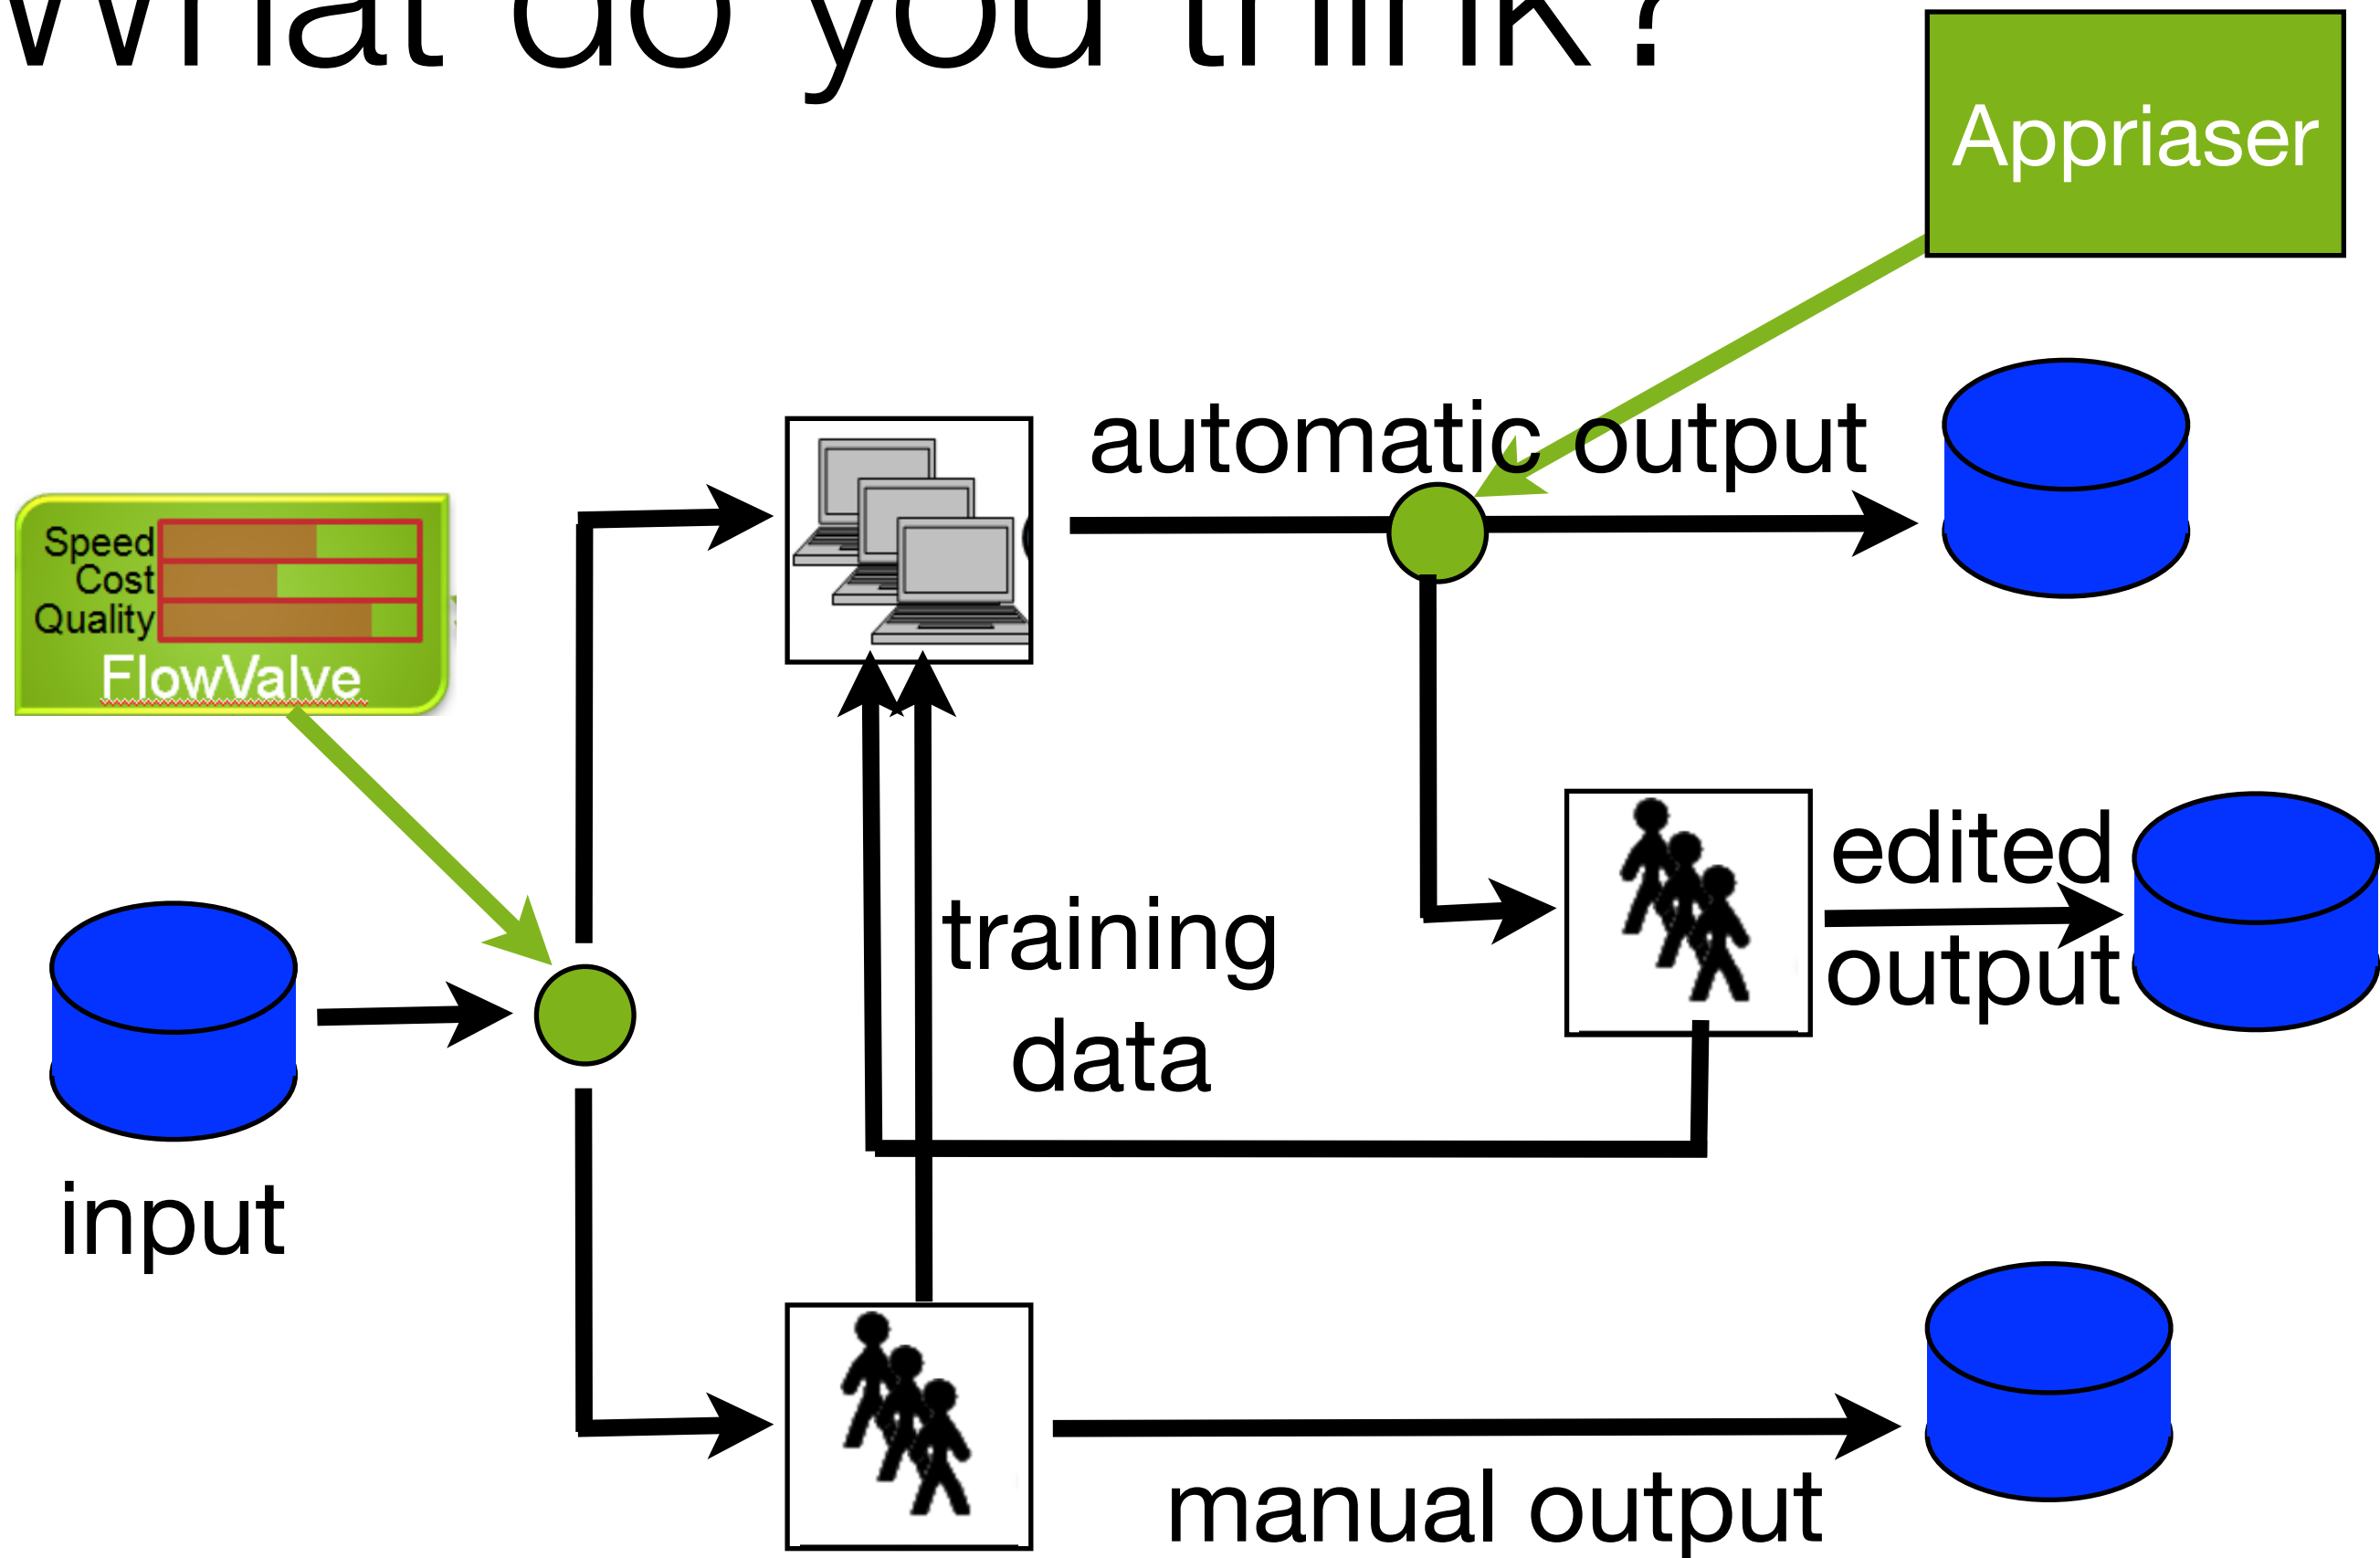 What do you think?
Appriaser
automatic output
Speed
Cost
Quality
FlowValve
edited
output
training
data
input
manual output